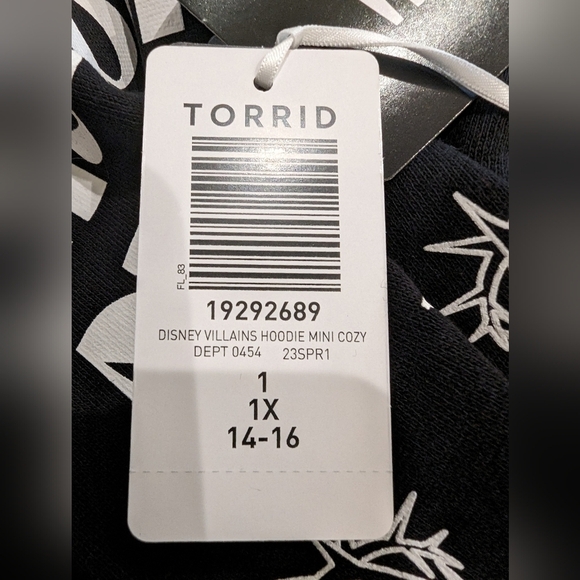 TORRID
FL_83
19292689
DISNEY VILLAINS HOODIE MINI COZY
DEPT 0454 23SPR1
1
1X
14-16